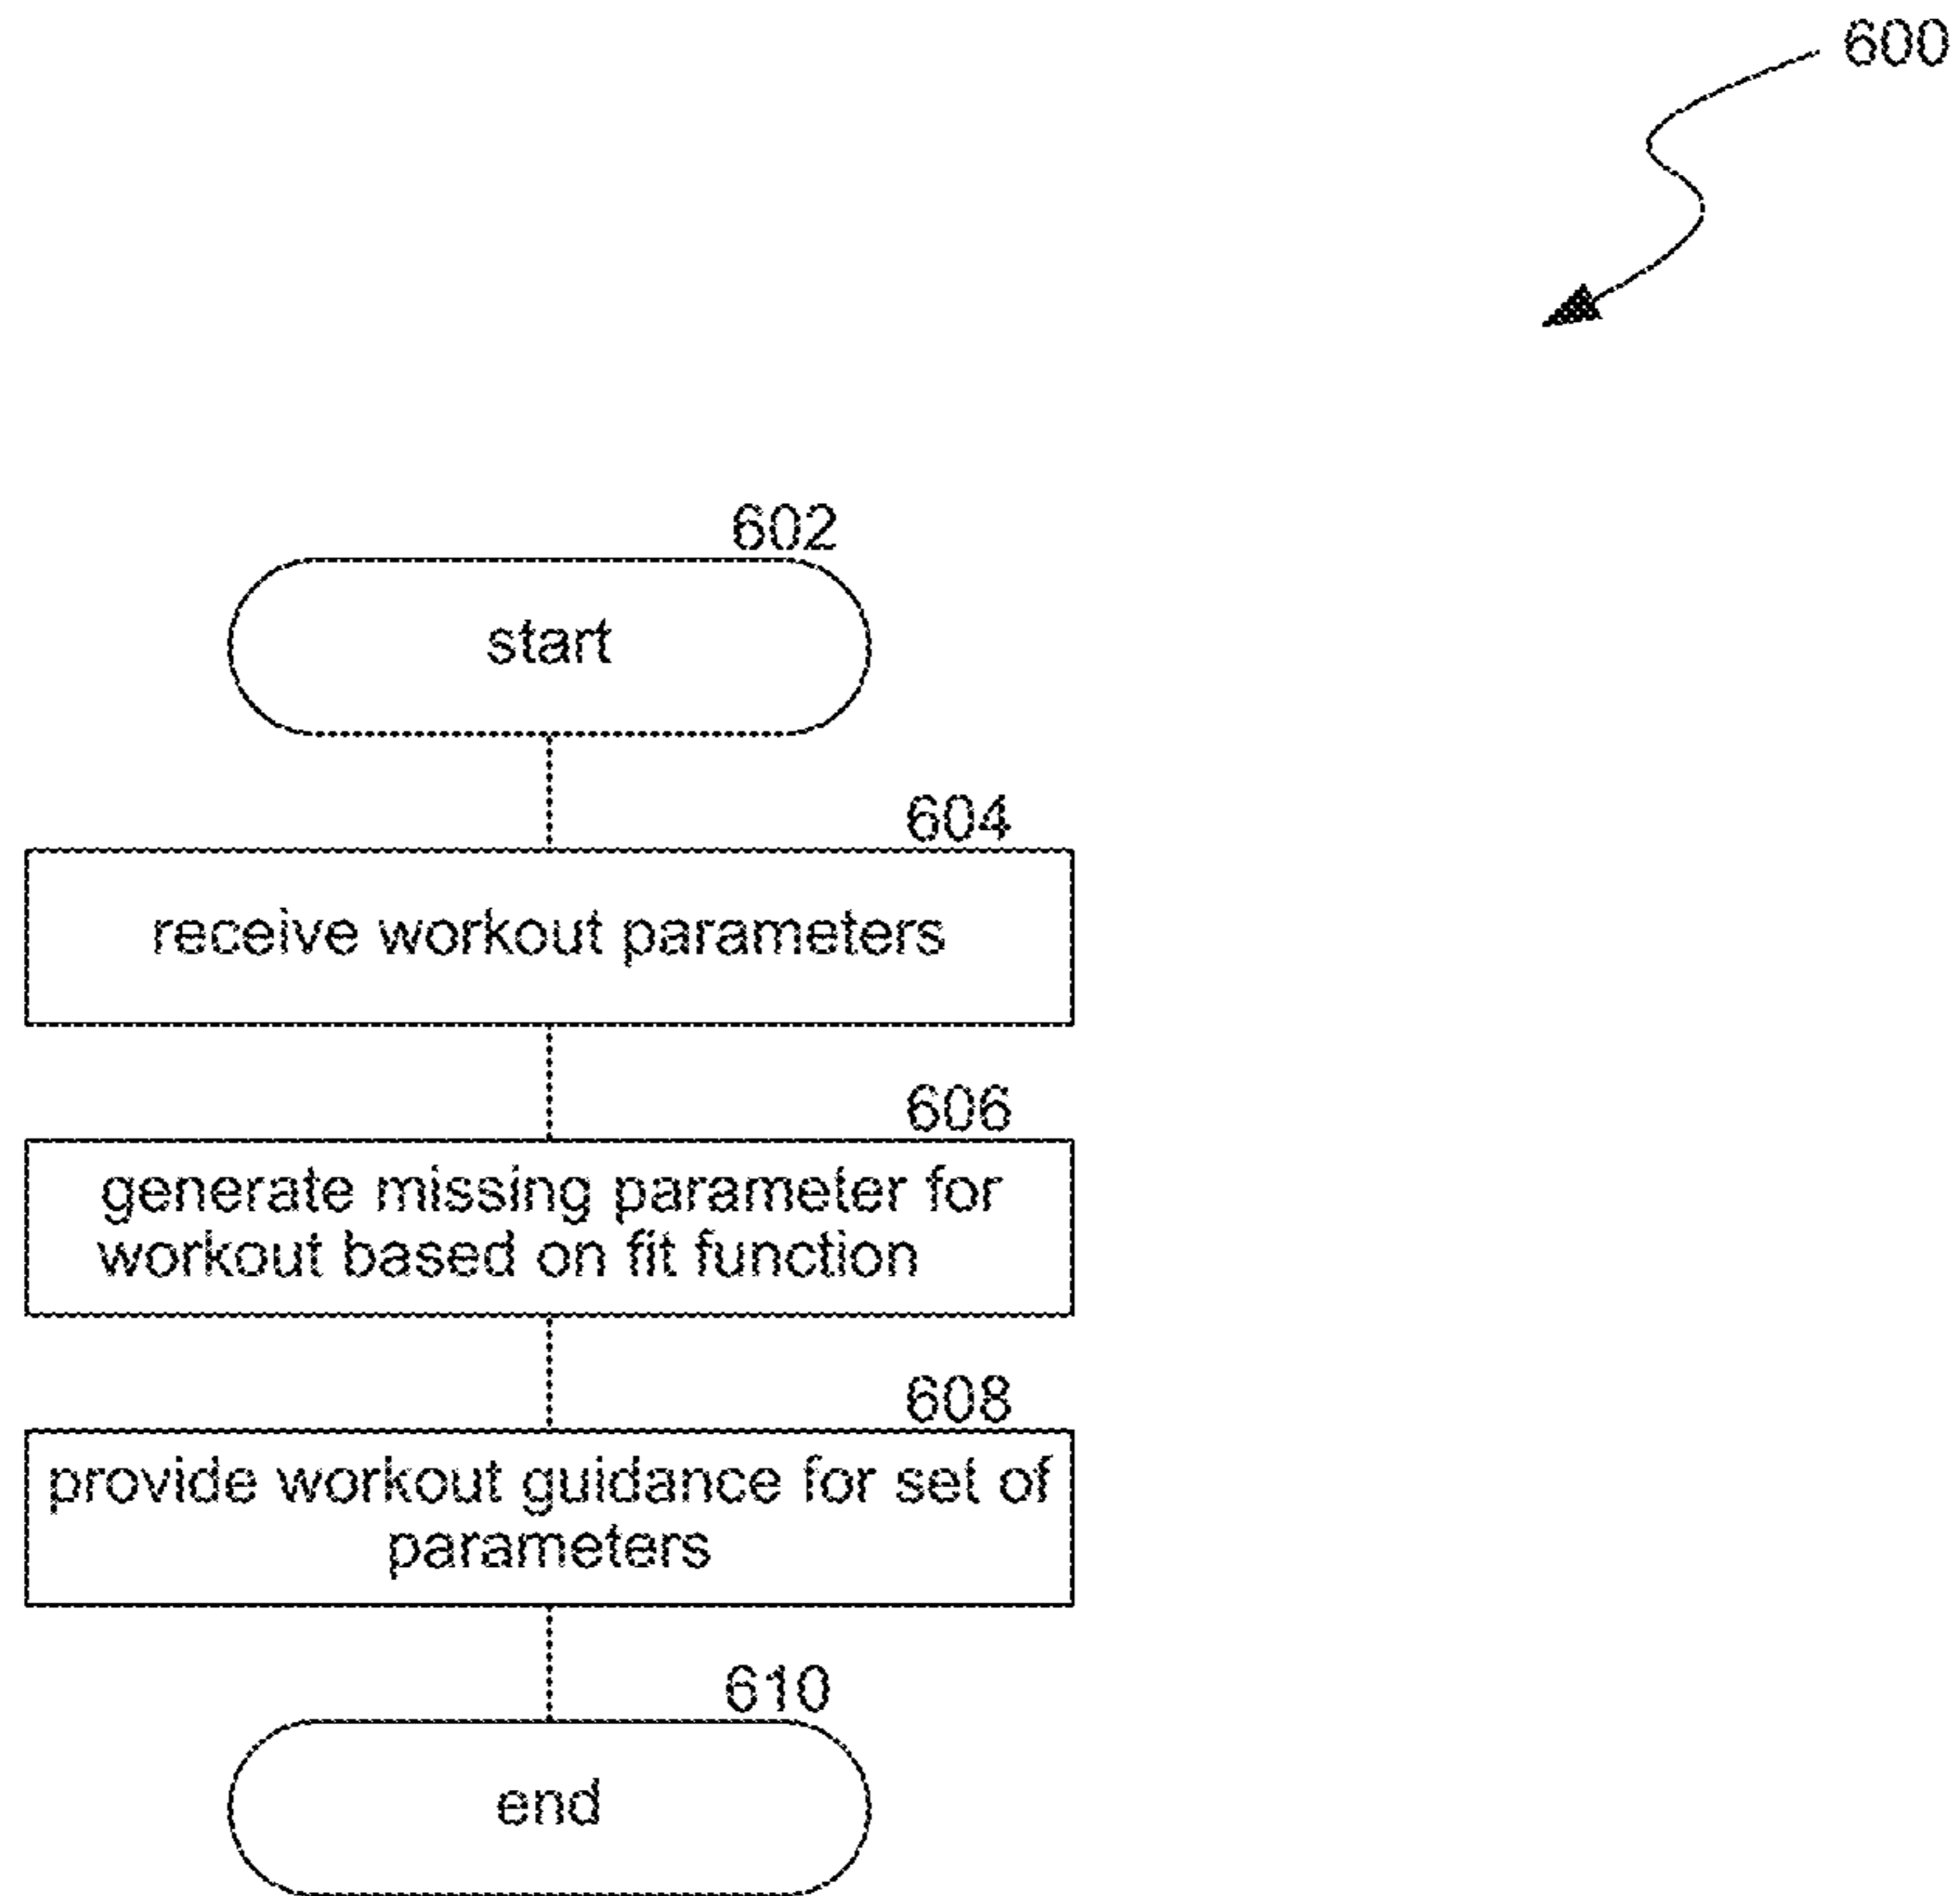 600
602
start
604
receive workout parameters
606
generate missing parameter for
workout based on fit function
608
provide workout guidance for set of
parameters
610
end